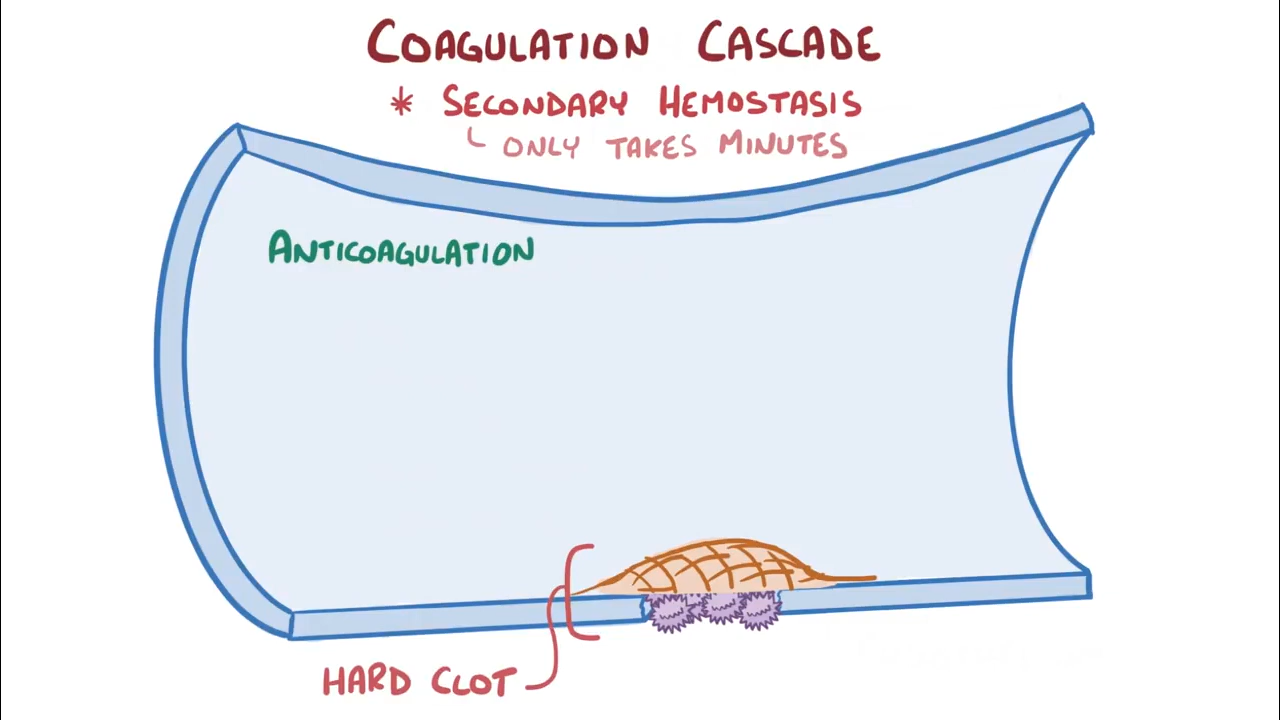 COAGULATION CASCADE
* SECONDARY HEMOSTASIS
ONLY TAKES MINUTES
ANTICOAGULATION
HARD CLOT